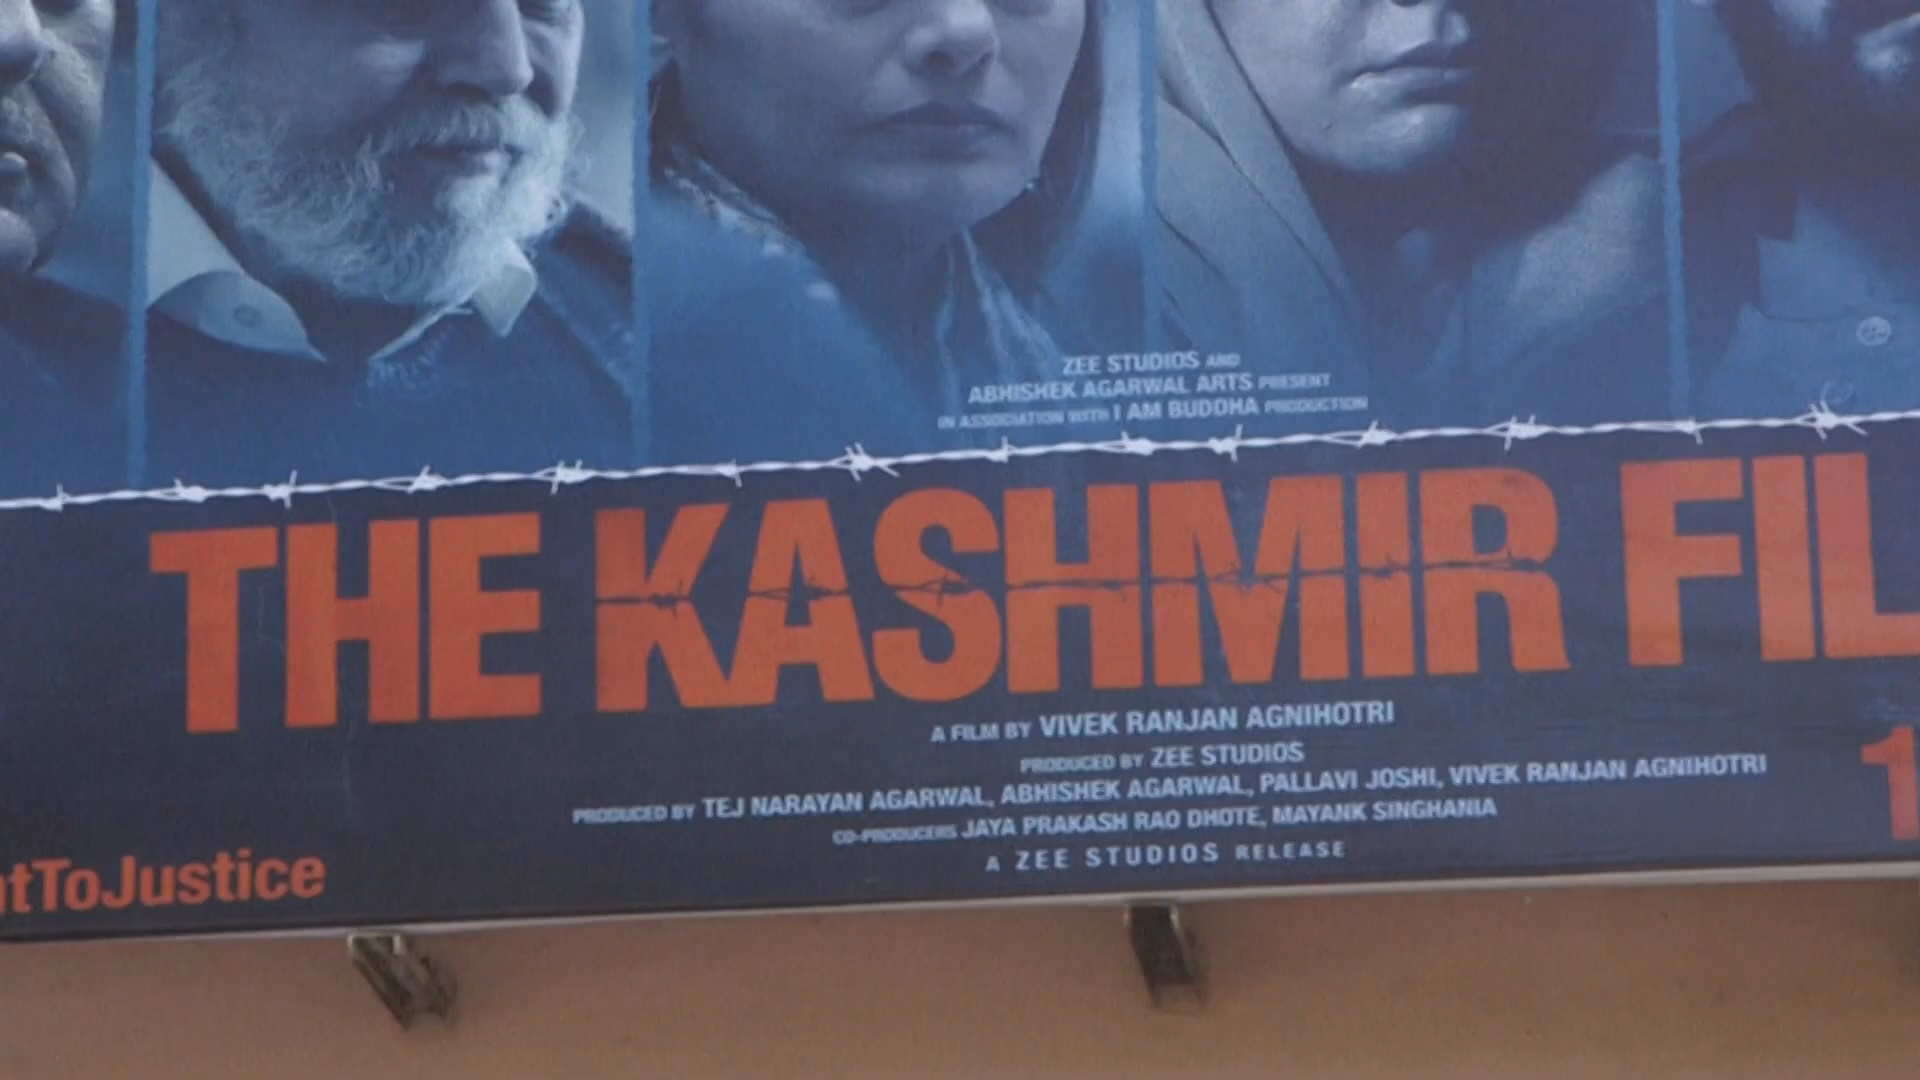 ZEE STUDIOS AND
ABHISHEK AGARWAL ARTS PRESENT
IN ASSOCIATION WITH I AM BUDDHA PRODUCTION
THE KASHMIR FIL
A FILM BY VIVEK RANJAN AGNIHOTRI
PRODUCED BY ZEE STUDIOS
PRODUCED BY TEJ NARAYAN AGARWAL, ABHISHEK AGARWAL, PALLAVI JOSHI, VIVEK RANJAN AGNIHOTRI
CO-PRODUCERS JAYA PRAKASH RAO DHOTE, MAYANK SINGHANIA
A ZEE STUDIOS RELEASE
1
htToJustice